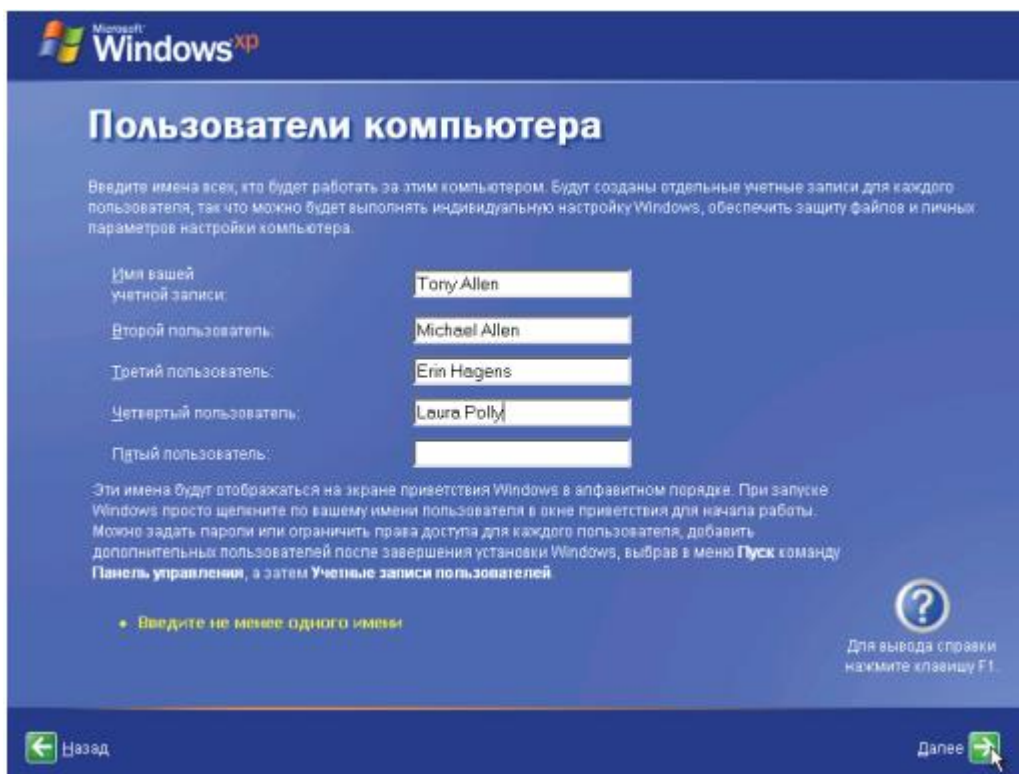 Microsoft
Windows xp
Пользователи компьютера
Введите имена всех, кто будет работать за этим компьютером. Будут созданы отдельные учетные записи для каждого
пользователя, так что можно будет выполнять индивидуальную настройку Windows, обеспечить защиту файлов и личных
параметров настройки компьютера.
Имя вашей
учетной записи:
Tony Allen
Второй пользователь:
Michael Allen
Третий пользователь:
Erin Hagens
Четвертый пользователь:
Laura Polly
Пятый пользователь:
Эти имена будут отображаться на экране приветствия Windows в алфавитном порядке. При запуске
Windows просто щелкните по вашему имени пользователя в окне приветствия для начала работы.
Можно задать пароли или ограничить права доступа для каждого пользователя, добавить
дополнительных пользователей после завершения установки Windows, выбрав в меню Пуск команду
Панель управления, а затем Учетные записи пользователей.
• Введите не менее одного имени
Для вывода справки
нажмите клавишу F1.
Назад
Далее